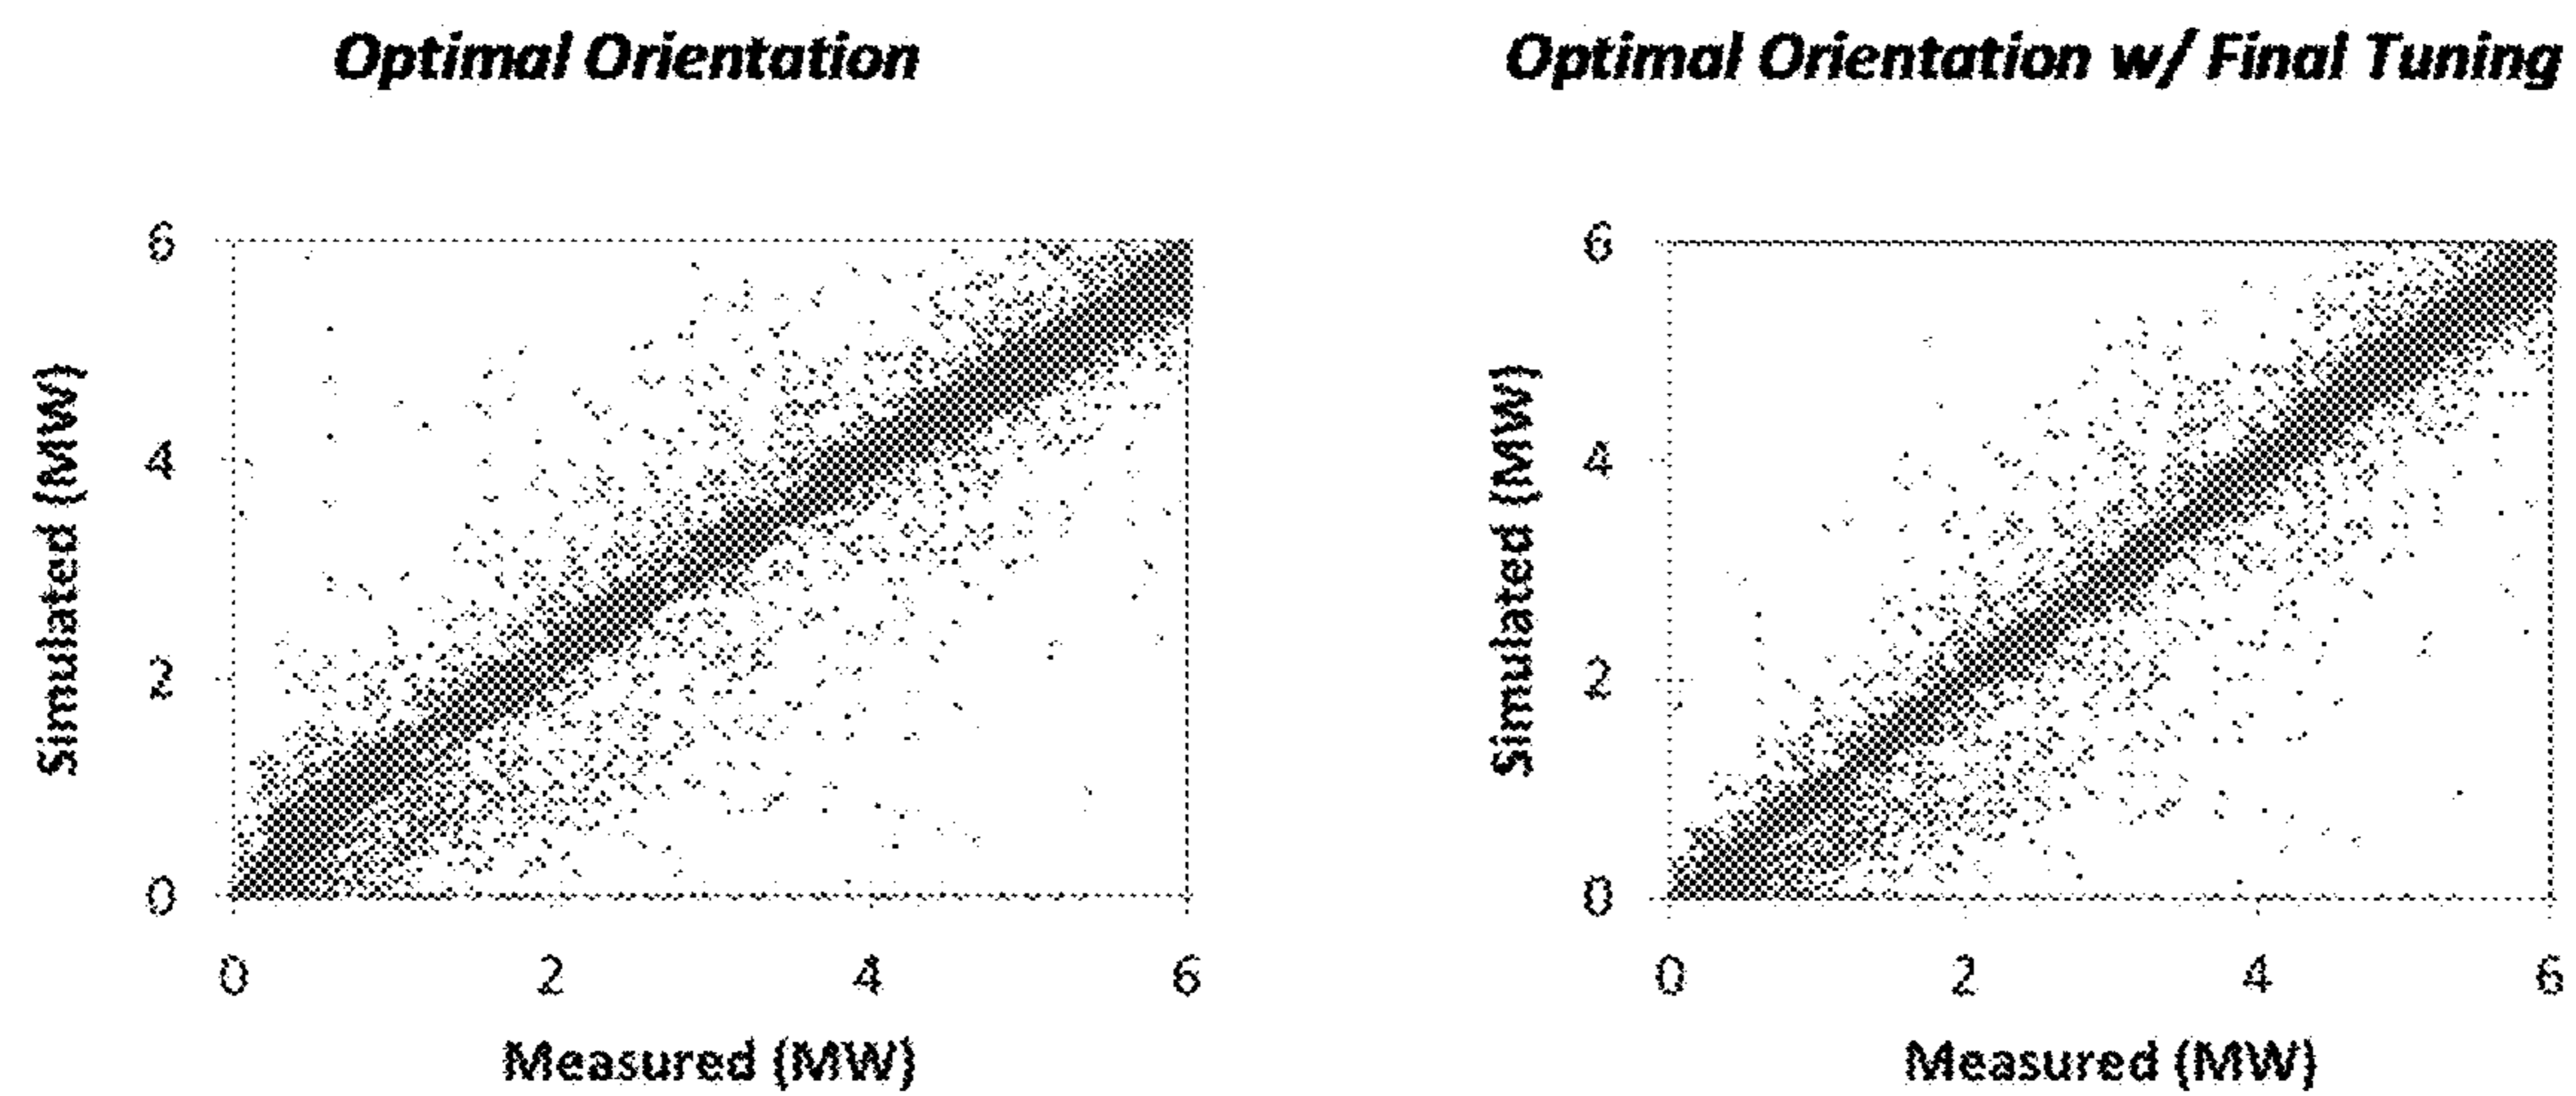 Optimal Orientation
6
4
2
0
Simulated (MW)
0 2 4 6
Measured (MW)
Optimal Orientation w/ Final Tuning
6
4
2
0
Simulated (MW)
0 2 4 6
Measured (MW)